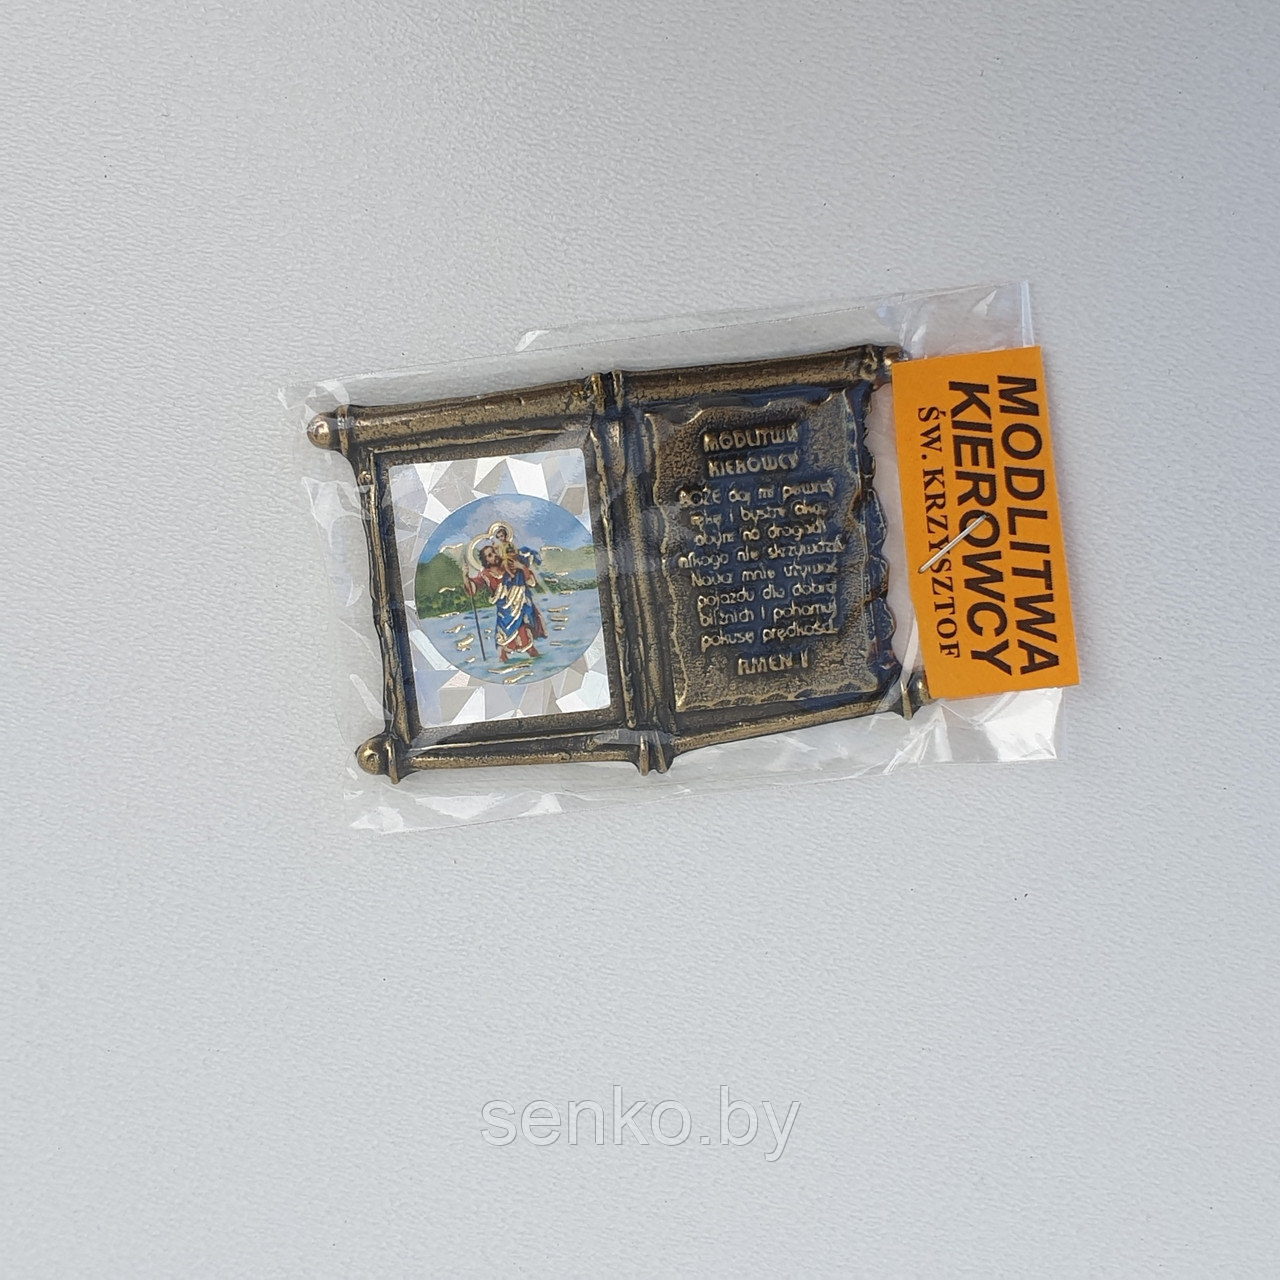 MODLITWA
KIEROWCY
BOŻE daj mi pewną
rękę i bystre oko,
abym na drogach
nikogo nie skrzywdził.
Naucz mnie używać
pojazdu dla dobra
bliźnich i pohamuj
pokusę prędkości.
AMEN!
MODLITWA
KIEROWCY
ŚW. KRZYSZTOF
senko.by